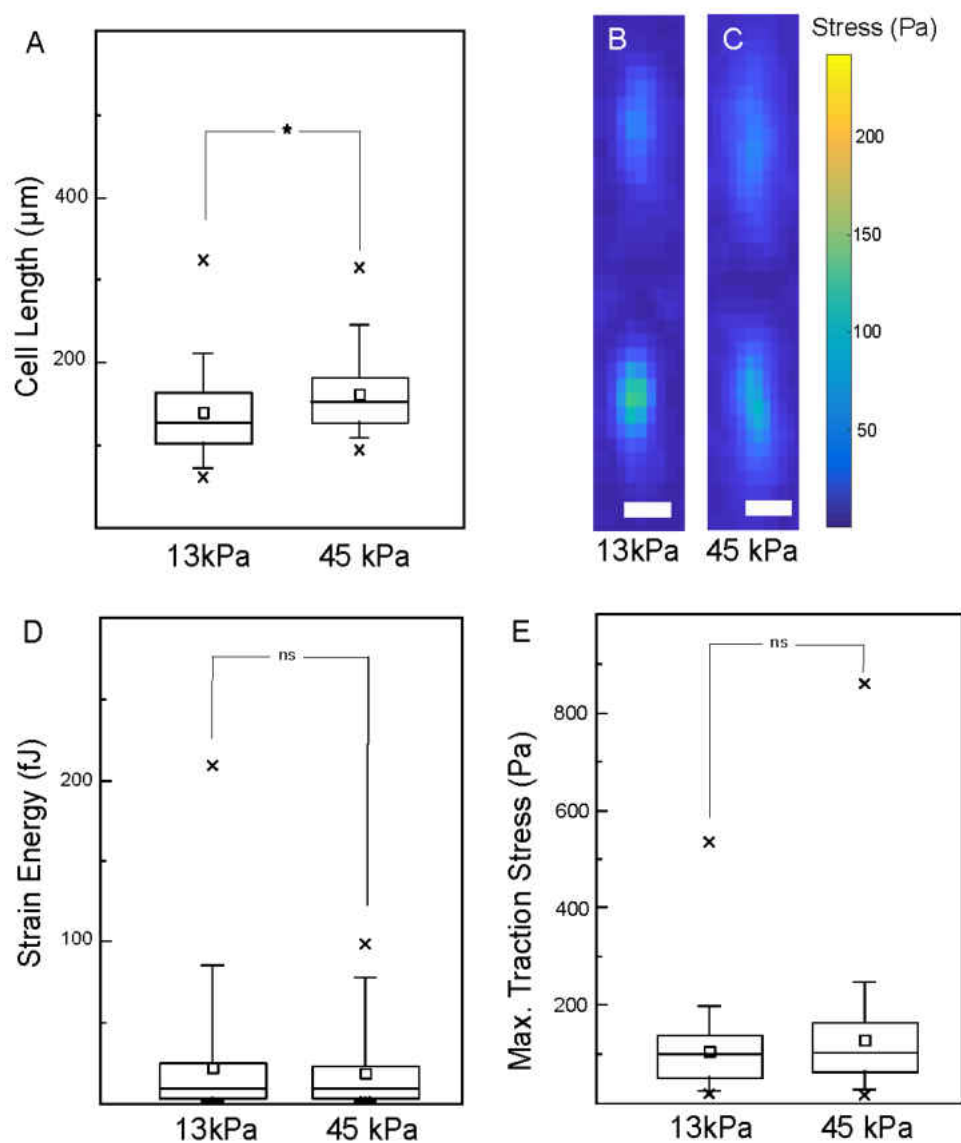 A
Cell Length (µm)
400
200
*
13kPa
45 kPa
B
C
Stress (Pa)
200
150
100
50
13kPa
45 kPa
D
Strain Energy (fJ)
200
100
ns
13kPa
45 kPa
E
Max. Traction Stress (Pa)
800
600
400
200
ns
13kPa
45 kPa